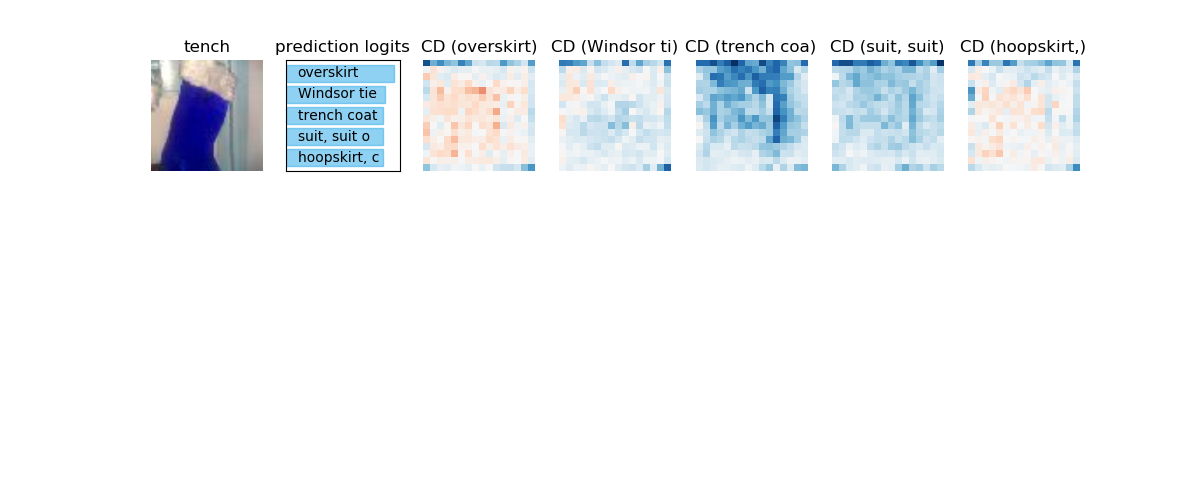 tench
prediction logits
CD (overskirt)
CD (Windsor ti)
CD (trench coa)
CD (suit, suit)
CD (hoopskirt,)
overskirt
Windsor tie
trench coat
suit, suit o
hoopskirt, c